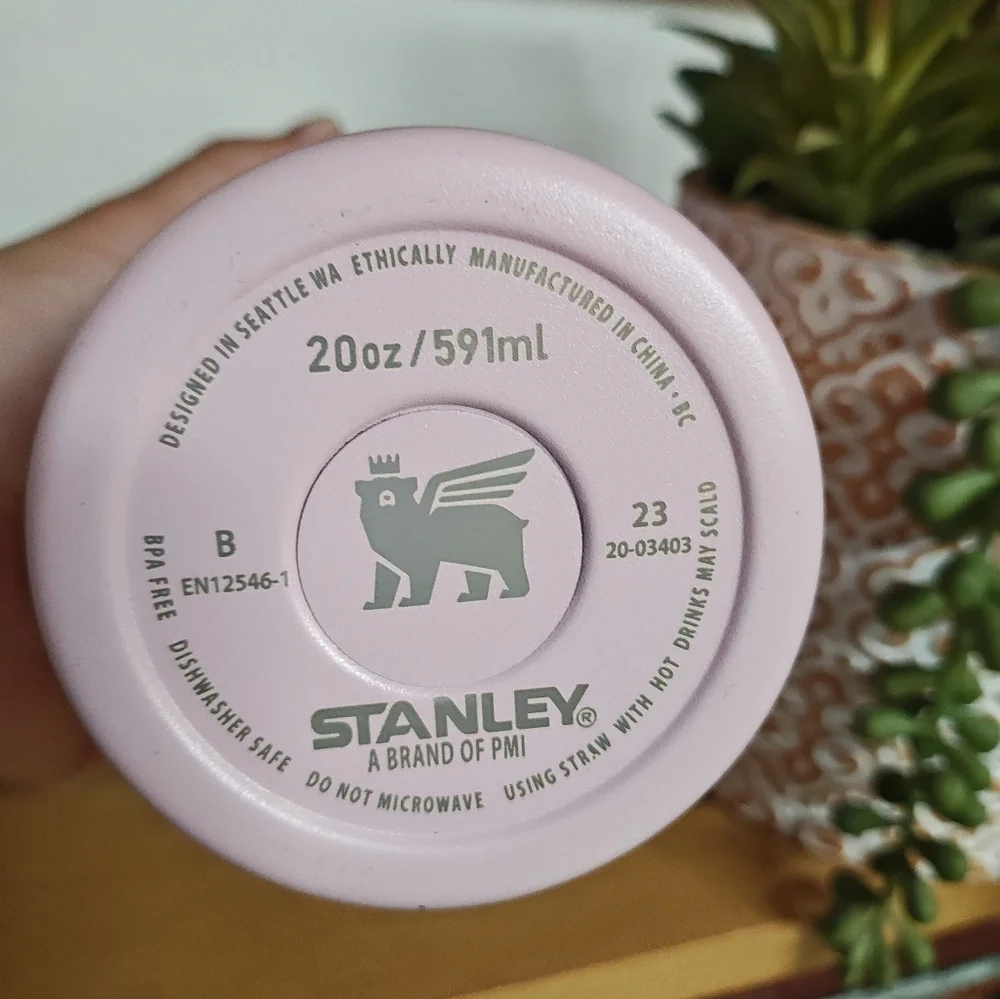 DESIGNED IN SEATTLE WA ETHICALLY MANUFACTURED IN CHINA • BC
20oz/591ml
B
EN12546-1
23
20-03403
STANLEY®
A BRAND OF PMI
BPA FREE DISHWASHER SAFE DO NOT MICROWAVE USING STRAW WITH HOT DRINKS MAY SCALD